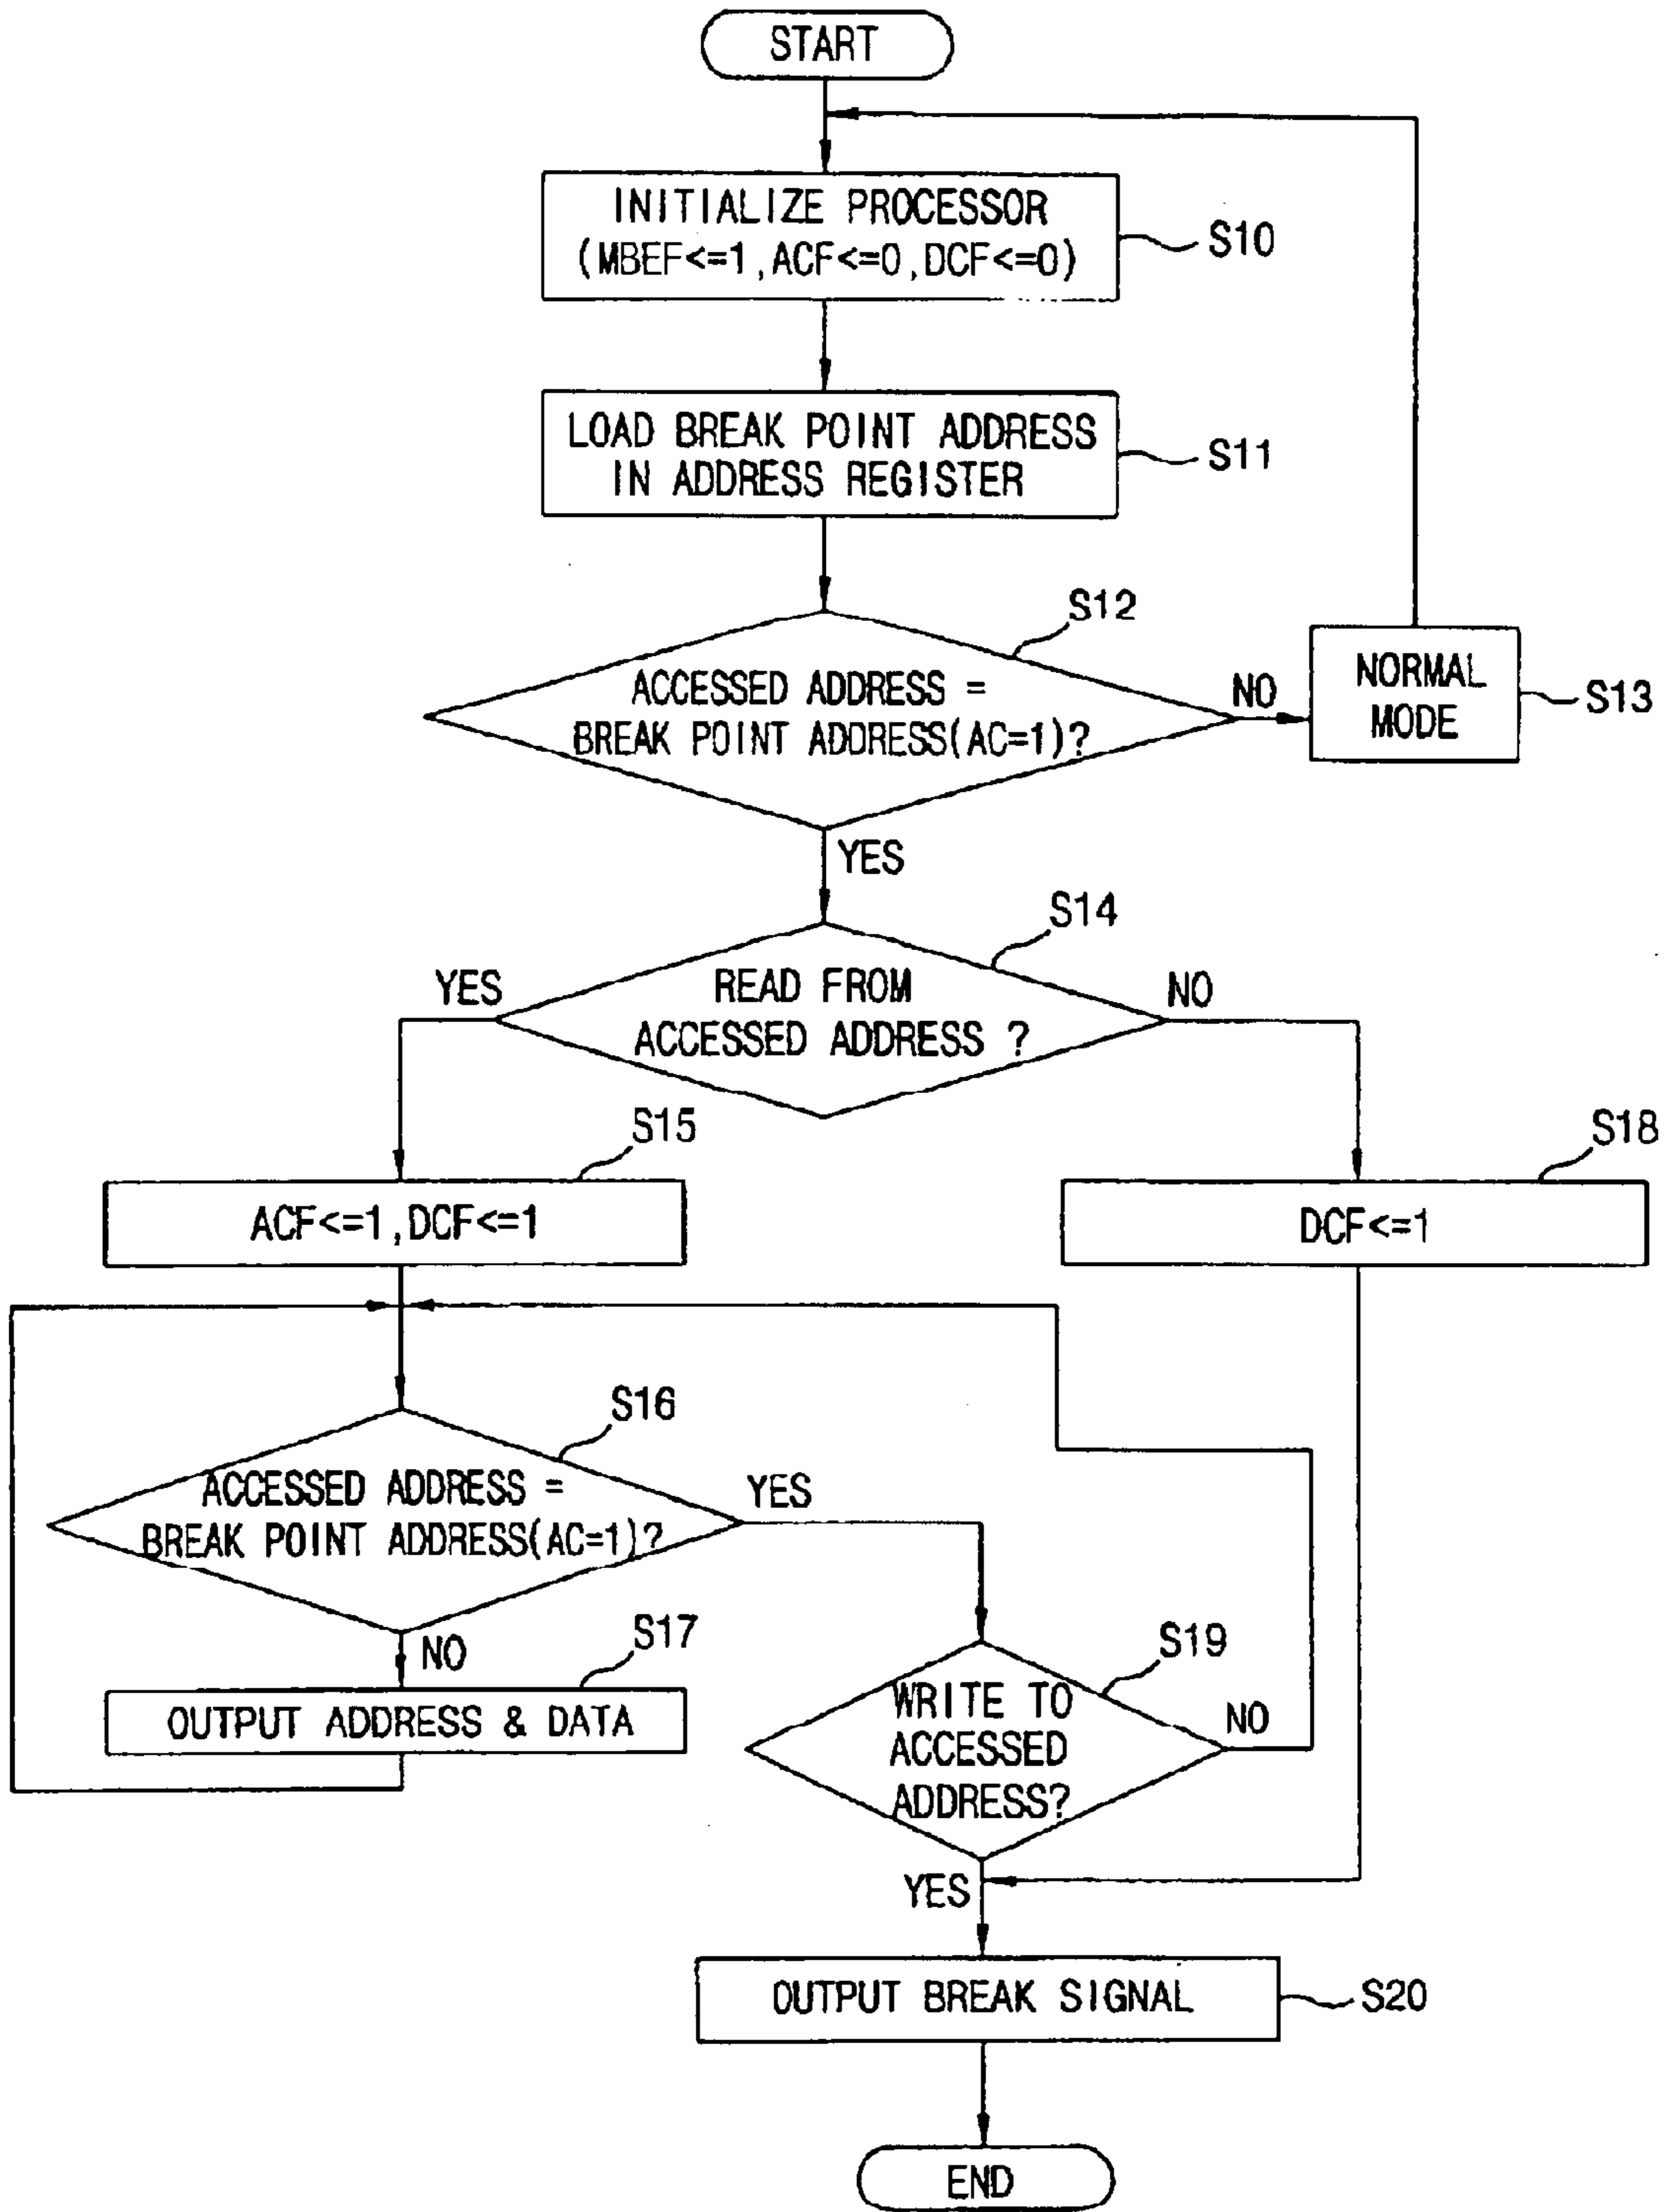 START
INITIALIZE PROCESSOR
(MBEF<=1,ACF<=0,DCF<=0)
S10
LOAD BREAK POINT ADDRESS
IN ADDRESS REGISTER
S11
S12
ACCESSED ADDRESS =
BREAK POINT ADDRESS(AC=1)?
NO
NORMAL
MODE
S13
YES
S14
READ FROM
ACCESSED ADDRESS ?
YES
NO
S15
ACF<=1,DCF<=1
S18
DCF<=1
S16
ACCESSED ADDRESS =
BREAK POINT ADDRESS(AC=1)?
YES
NO
S17
OUTPUT ADDRESS & DATA
S19
WRITE TO
ACCESSED
ADDRESS?
NO
YES
OUTPUT BREAK SIGNAL
S20
END